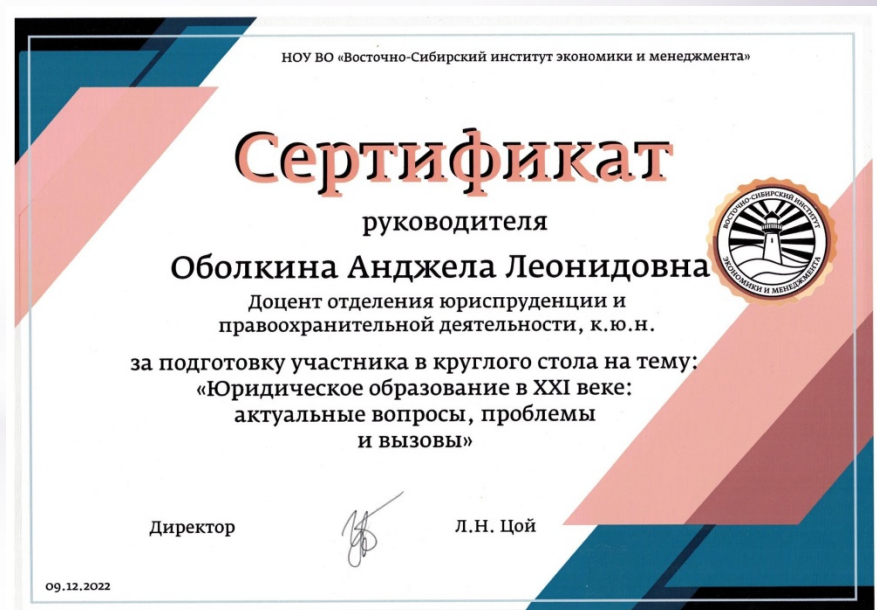 НОУ ВО «Восточно-Сибирский институт экономики и менеджмента»
Сертификат
руководителя
Оболкина Анджела Леонидовна
ВОСТОЧНО-СИБИРСКИЙ ИНСТИТУТ
ЭКОНОМИКИ И МЕНЕДЖМЕНТА
Доцент отделения юриспруденции и
правоохранительной деятельности, к.ю.н.
за подготовку участника в круглого стола на тему:
«Юридическое образование в XXI веке:
актуальные вопросы, проблемы
и вызовы»
Директор Л.Н. Цой
09.12.2022